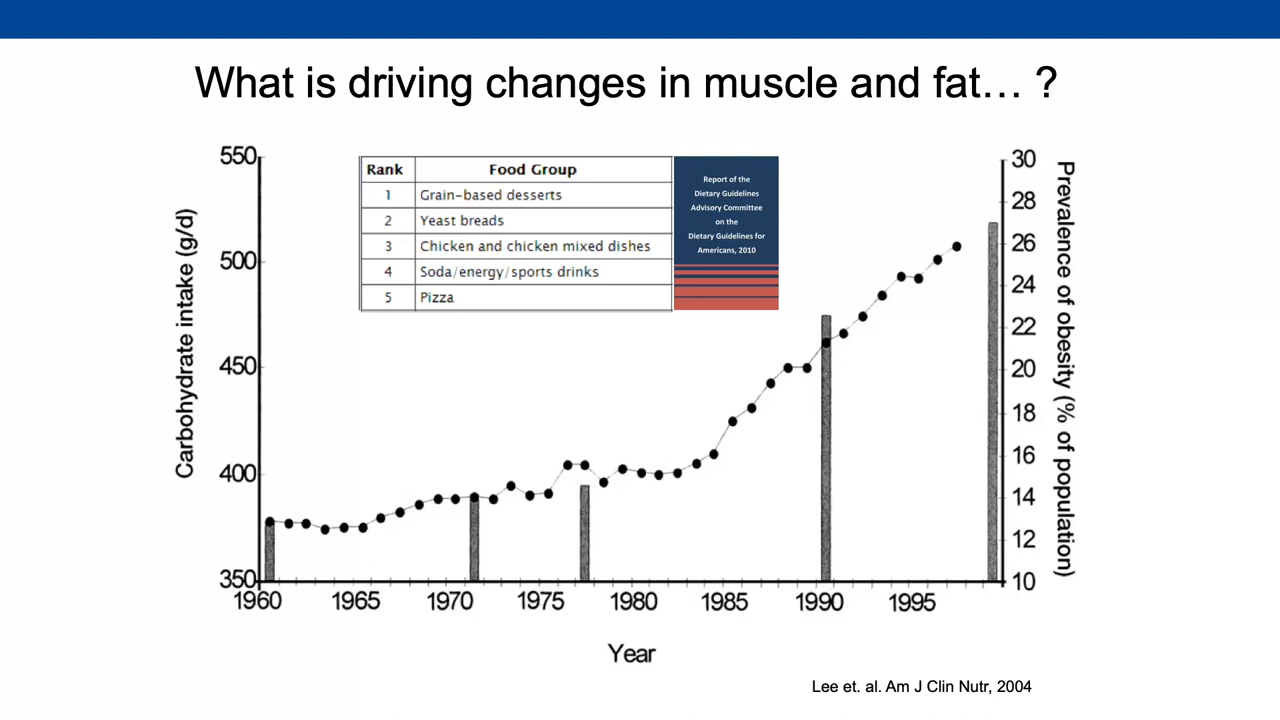 What is driving changes in muscle and fat… ?
550
500
450
400
350
Carbohydrate intake (g/d)
Rank Food Group
1 Grain-based desserts
2 Yeast breads
3 Chicken and chicken mixed dishes
4 Soda/energy/sports drinks
5 Pizza
Report of the
Dietary Guidelines
Advisory Committee
on the
Dietary Guidelines for
Americans, 2010
30
28
26
24
22
20
18
16
14
12
10
Prevalence of obesity (% of population)
1960 1965 1970 1975 1980 1985 1990 1995
Year
Lee et. al. Am J Clin Nutr, 2004